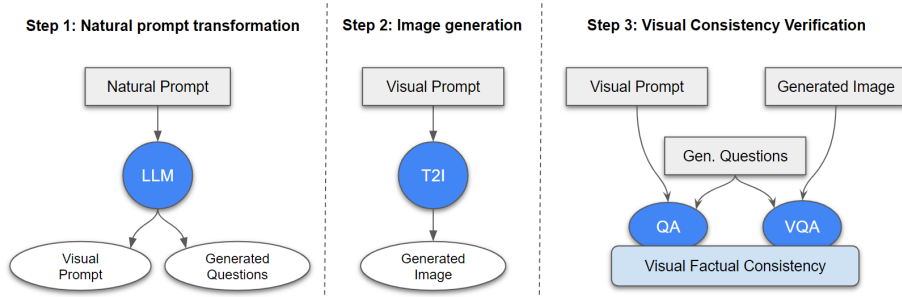 Step 1: Natural prompt transformation
Natural Prompt
LLM
Visual
Prompt
Generated
Questions
Step 2: Image generation
Visual Prompt
T2I
Generated
Image
Step 3: Visual Consistency Verification
Visual Prompt
Generated Image
Gen. Questions
QA
VQA
Visual Factual Consistency